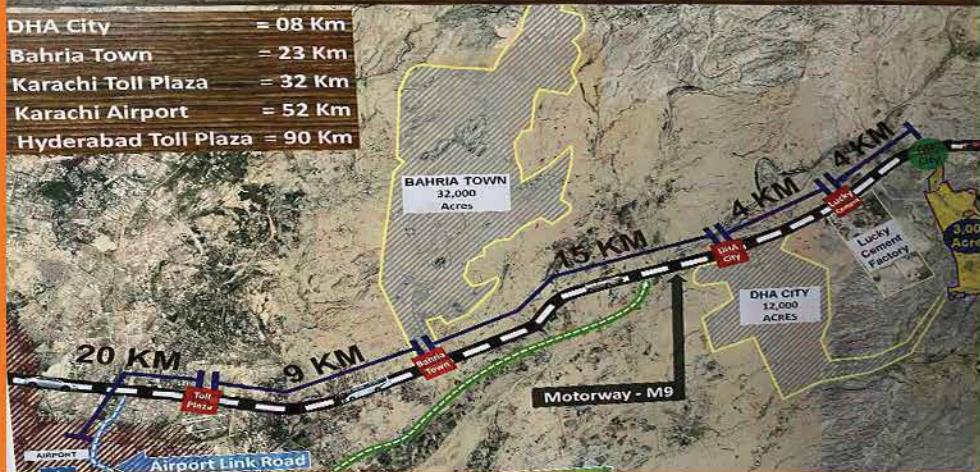 DHA City = 08 Km
Bahria Town = 23 Km
Karachi Toll Plaza = 32 Km
Karachi Airport = 52 Km
Hyderabad Toll Plaza = 90 Km
BAHRIA TOWN
32,000
Acres
4 KM
4 KM
15 KM
9 KM
20 KM
CITY
Lucky
Cement
Lucky
Cement
Factory
DHA
City
DHA CITY
12,000
ACRES
Bahria
Town
Toll
Plaza
Motorway - M9
AIRPORT
Airport Link Road